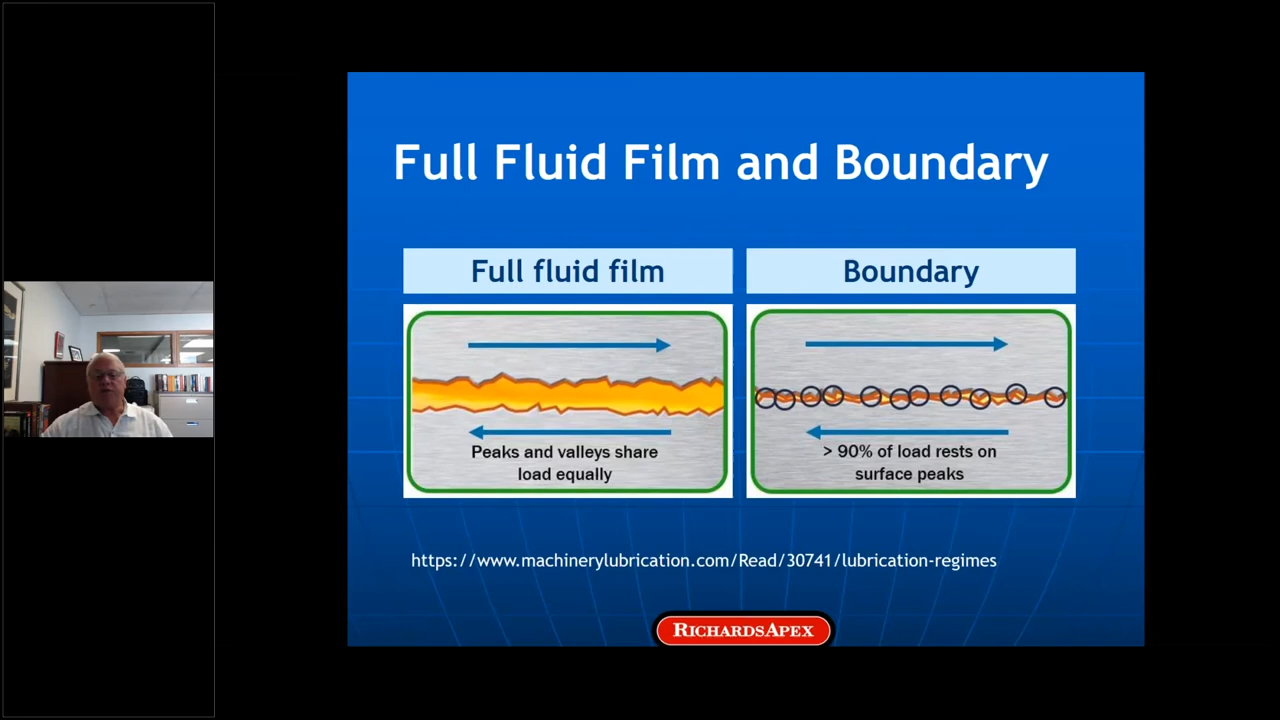 Full Fluid Film and Boundary
Full fluid film
Boundary
Peaks and valleys share
load equally
> 90% of load rests on
surface peaks
https://www.machinerylubrication.com/Read/30741/lubrication-regimes
RICHARDSAPEX